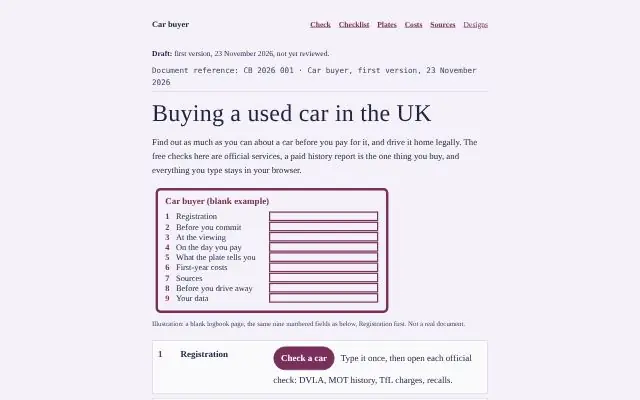 Car buyer
Check Checklist Plates Costs Sources Designs
Draft: first version, 23 November 2026, not yet reviewed.
Document reference: CB 2026 001 · Car buyer, first version, 23 November
2026
Buying a used car in the UK
Find out as much as you can about a car before you pay for it, and drive it home legally. The
free checks here are official services, a paid history report is the one thing you buy, and
everything you type stays in your browser.
Car buyer (blank example)
1 Registration
2 Before you commit
3 At the viewing
4 On the day you pay
5 What the plate tells you
6 First-year costs
7 Sources
8 Before you drive away
9 Your data
Illustration: a blank logbook page, the same nine numbered fields as below, Registration first. Not a real document.
1 Registration Check a car Type it once, then open each official
check: DVLA, MOT history, TfL charges, recalls.